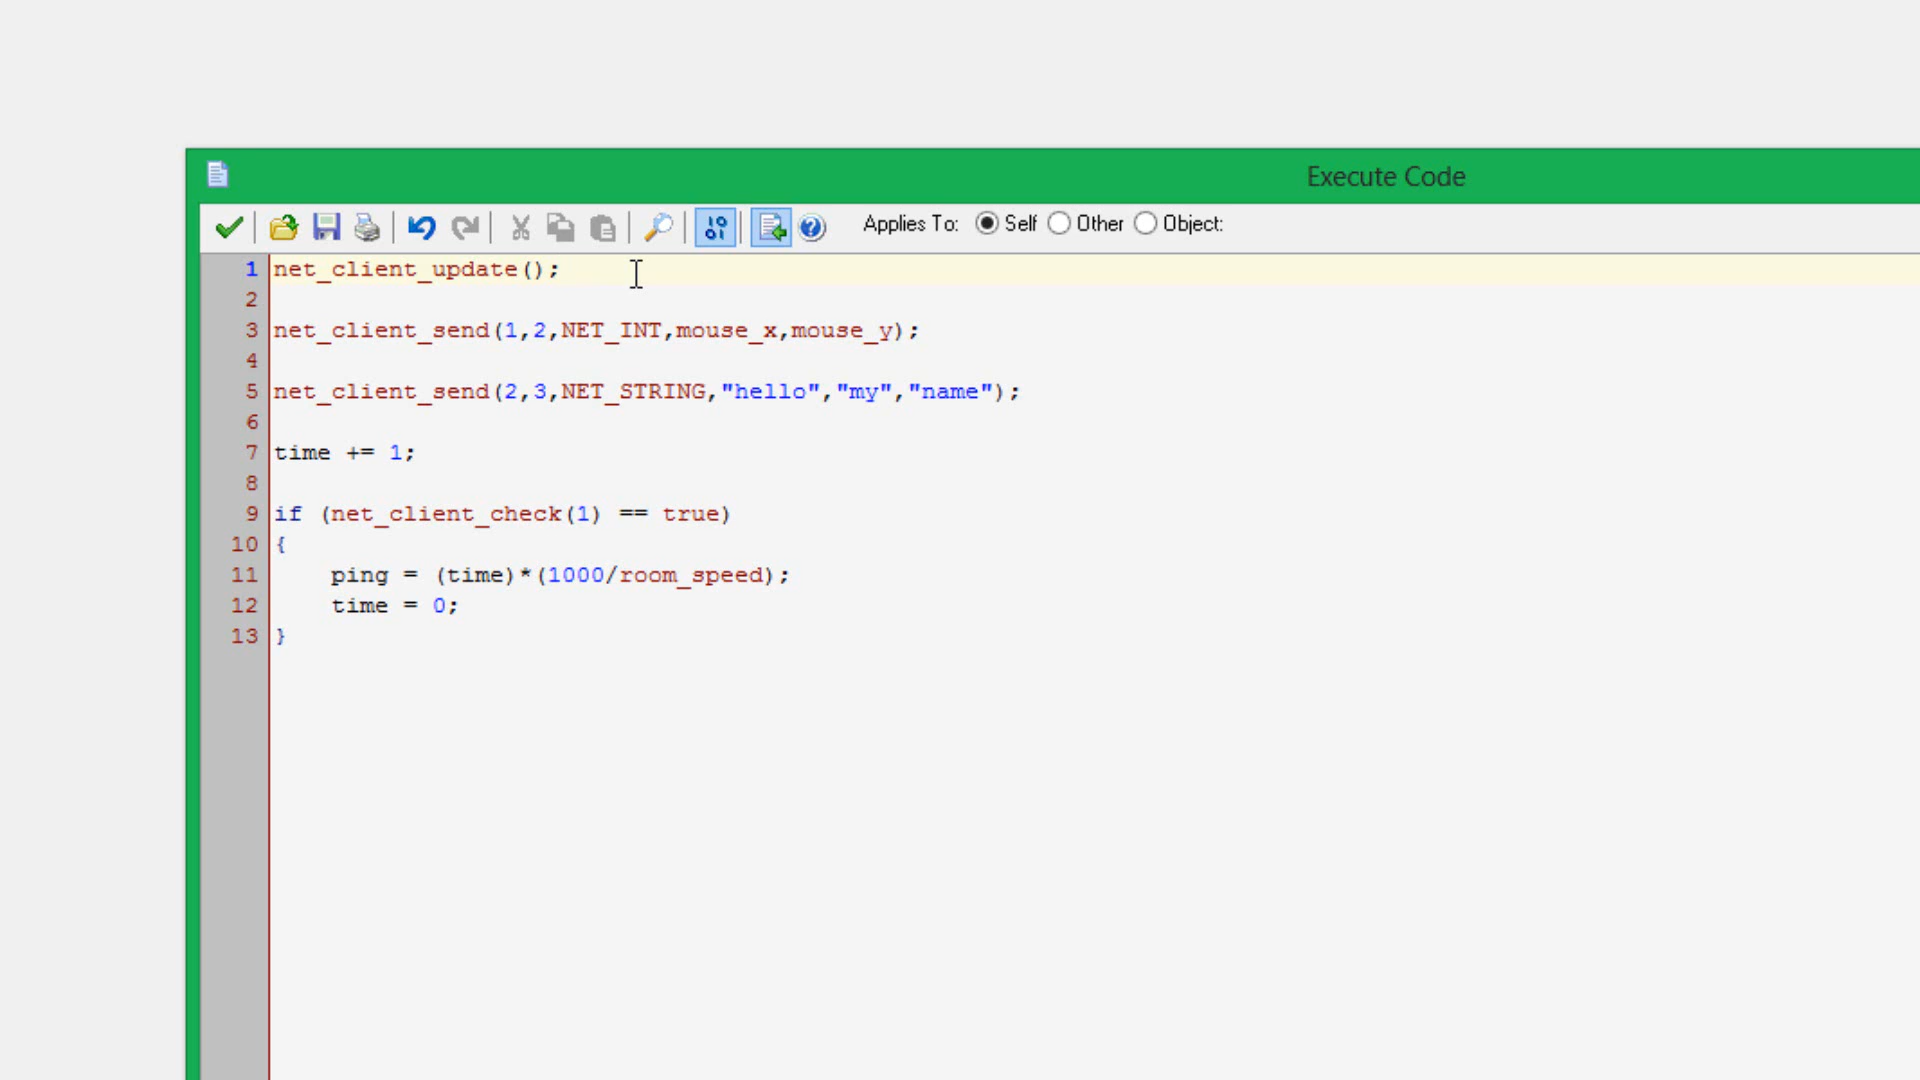 Execute Code
Applies To: Self Other Object:
1 net_client_update();
2
3 net_client_send(1,2,NET_INT,mouse_x,mouse_y);
4
5 net_client_send(2,3,NET_STRING,"hello","my","name");
6
7 time += 1;
8
9 if (net_client_check(1) == true)
10 {
11     ping = (time)*(1000/room_speed);
12     time = 0;
13 }